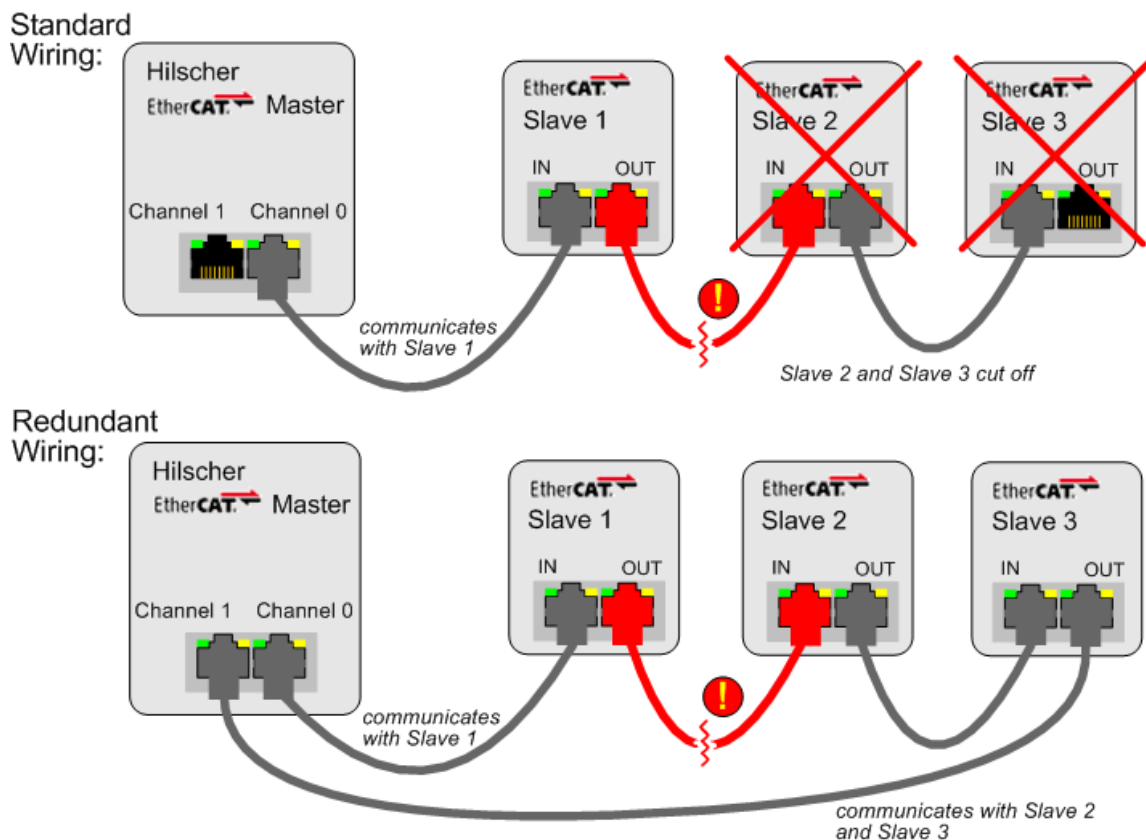 Standard
Wiring:
Hilscher
EtherCAT. Master
Channel 1 Channel 0
EtherCAT.
Slave 1
IN OUT
EtherCAT.
Slave 2
IN OUT
EtherCAT.
Slave 3
IN OUT
!
communicates
with Slave 1
Slave 2 and Slave 3 cut off
Redundant
Wiring:
Hilscher
EtherCAT. Master
Channel 1 Channel 0
EtherCAT.
Slave 1
IN OUT
EtherCAT.
Slave 2
IN OUT
EtherCAT.
Slave 3
IN OUT
!
communicates
with Slave 1
communicates with Slave 2
and Slave 3